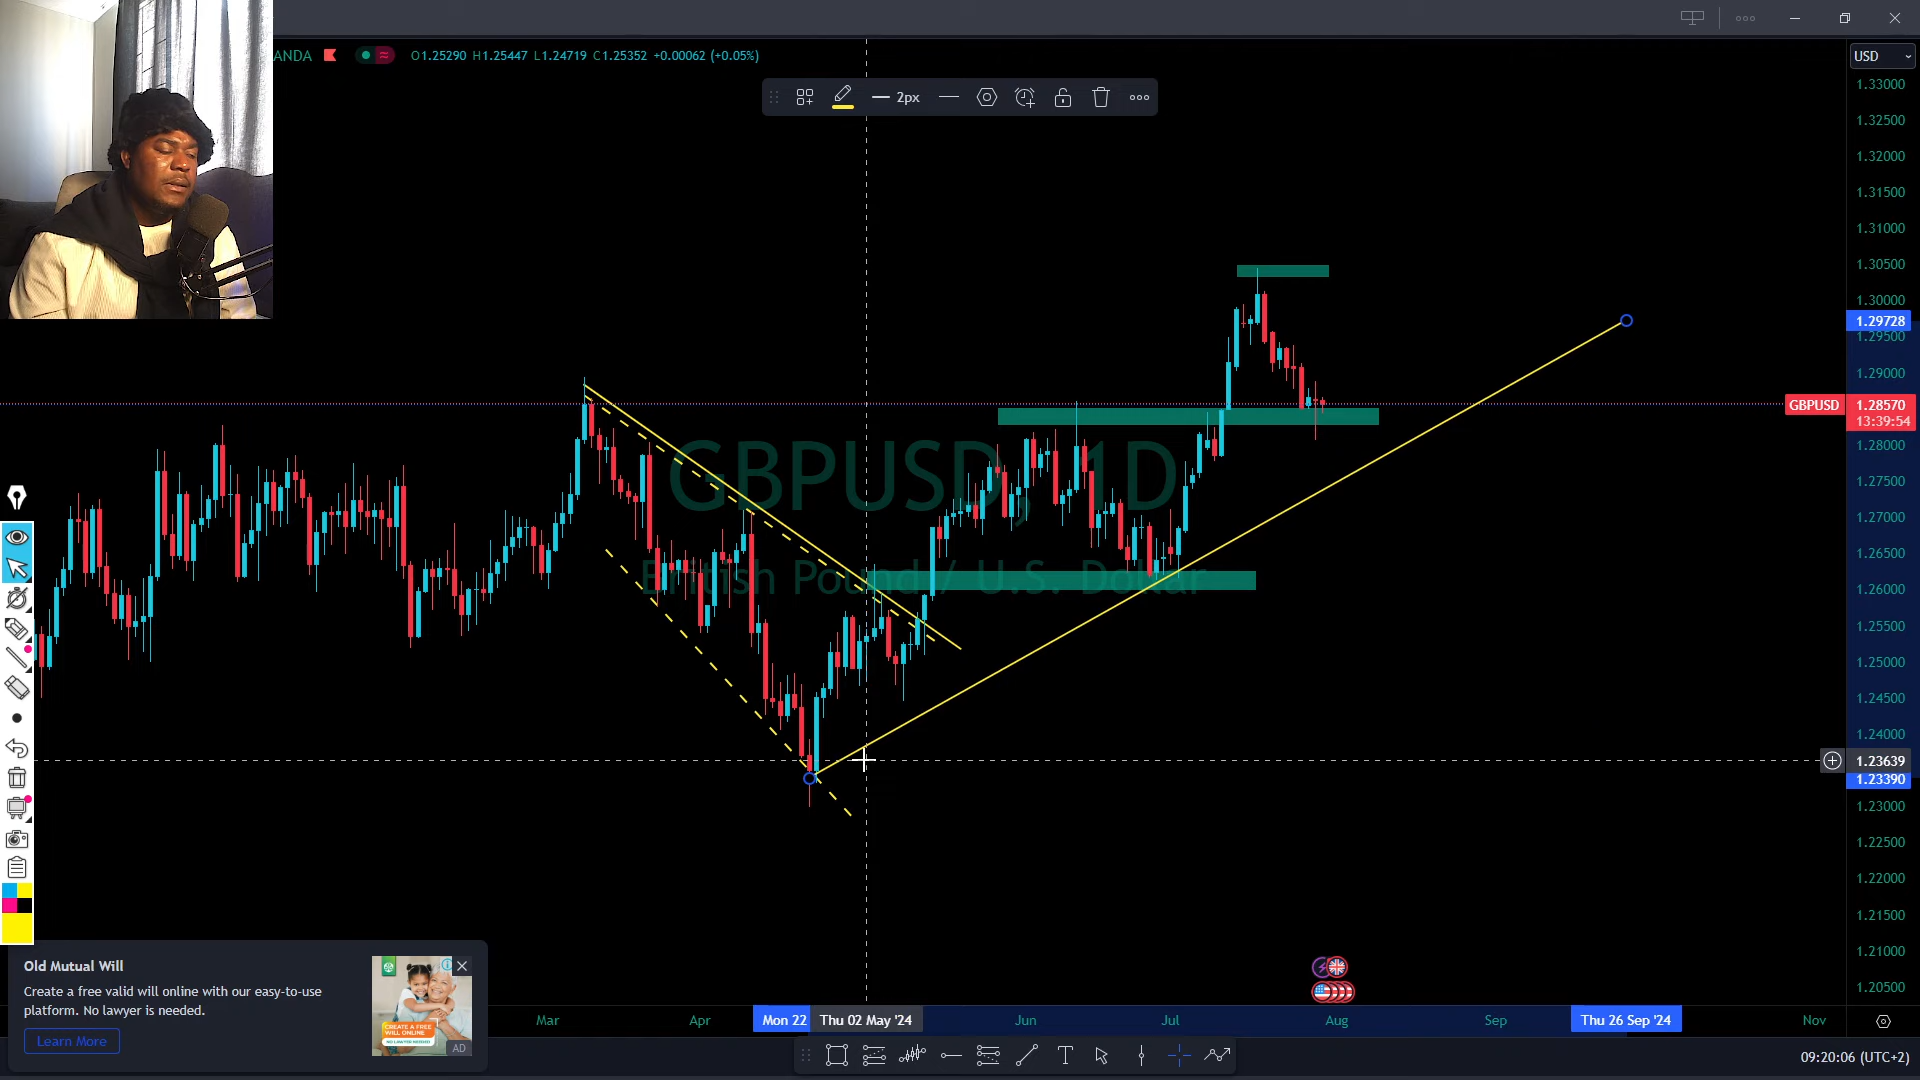 ANDA
O1.25290 H1.25447 L1.24719 C1.25352 +0.00062 (+0.05%)
USD
2px
1.33000
1.32500
1.32000
1.31500
1.31000
1.30500
1.30000
1.29728
1.29500
1.29000
GBPUSD 1.28570
13:39:54
1.28000
1.27500
1.27000
1.26500
1.26000
1.25500
1.25000
1.24500
1.24000
1.23639
1.23390
1.23000
1.22500
1.22000
1.21500
1.21000
1.20500
GBPUSD, 1D
British Pound / U.S. Dollar
Old Mutual Will
Create a free valid will online with our easy-to-use
platform. No lawyer is needed.
Learn More
CREATE A FREE
WILL ONLINE
AD
Mar Apr Mon 22 Thu 02 May '24 Jun Jul Aug Sep Thu 26 Sep '24 Nov
09:20:06 (UTC+2)